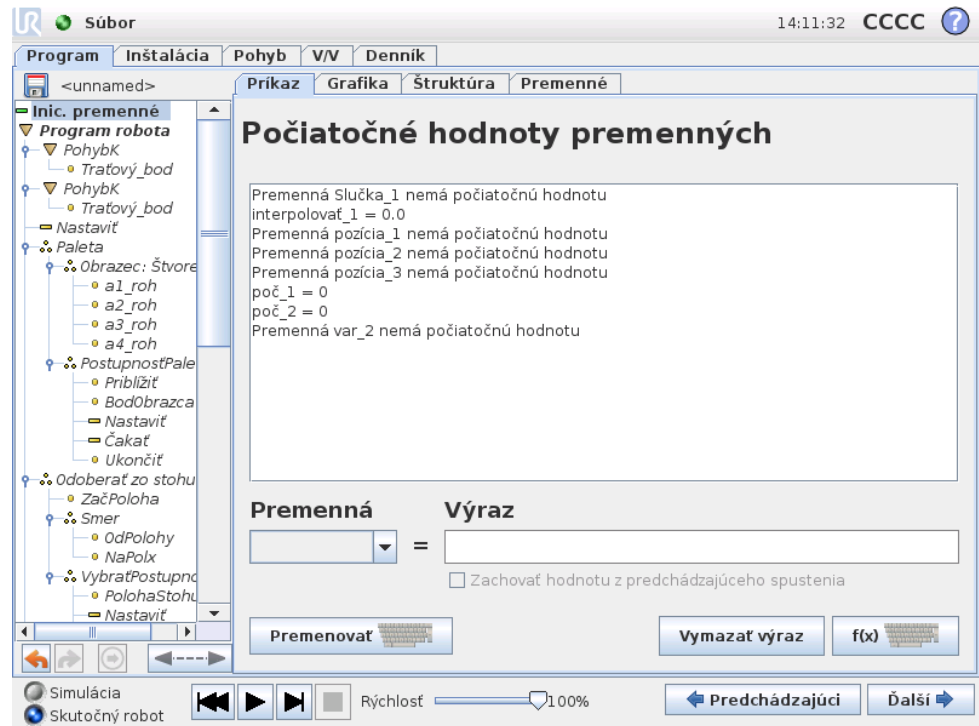 UR Súbor 14:11:32 CCCC ?
Program Inštalácia Pohyb V/V Denník
<unnamed>
Príkaz Grafika Štruktúra Premenné
Inic. premenné
Program robota
PohybK
Traťový_bod
PohybK
Traťový_bod
Nastaviť
Paleta
Obrazec: Štvore
a1_roh
a2_roh
a3_roh
a4_roh
PostupnosťPale
Priblížiť
BodObrazca
Nastaviť
Čakať
Ukončiť
Odoberať zo stohu
ZačPoloha
Smer
OdPolohy
NaPolx
VybraťPostupno
PolohaStohu
Nastaviť
Počiatočné hodnoty premenných
Premenná Slučka_1 nemá počiatočnú hodnotu
interpolovať_1 = 0.0
Premenná pozícia_1 nemá počiatočnú hodnotu
Premenná pozícia_2 nemá počiatočnú hodnotu
Premenná pozícia_3 nemá počiatočnú hodnotu
poč_1 = 0
poč_2 = 0
Premenná var_2 nemá počiatočnú hodnotu
Premenná Výraz
=
Zachovať hodnotu z predchádzajúceho spustenia
Premenovať Vymazať výraz f(x)
Simulácia
Skutočný robot
Rýchlosť 100%
Predchádzajúci Ďalší